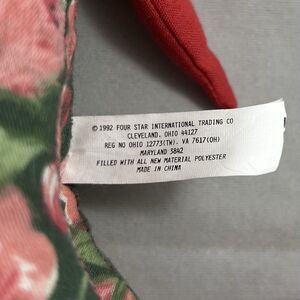 © 1992 FOUR STAR INTERNATIONAL TRADING CO
CLEVELAND, OHIO 44127
REG NO OHIO 12773(TW). VA 7617(OH)
MARYLAND 3842
FILLED WITH ALL NEW MATERIAL POLYESTER
MADE IN CHINA